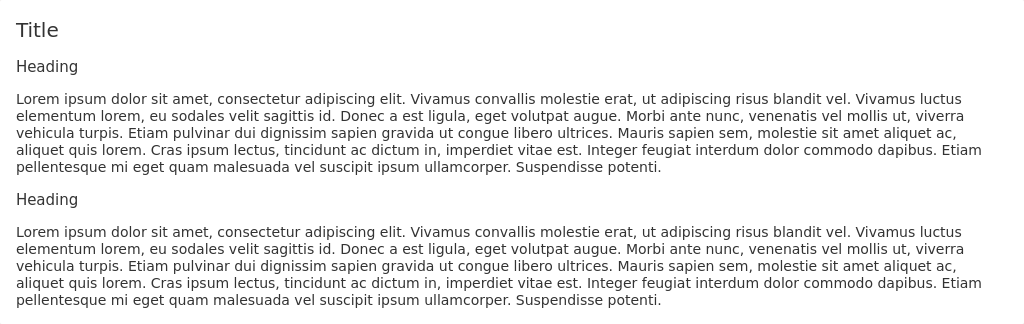 Title
Heading
Lorem ipsum dolor sit amet, consectetur adipiscing elit. Vivamus convallis molestie erat, ut adipiscing risus blandit vel. Vivamus luctus
elementum lorem, eu sodales velit sagittis id. Donec a est ligula, eget volutpat augue. Morbi ante nunc, venenatis vel mollis ut, viverra
vehicula turpis. Etiam pulvinar dui dignissim sapien gravida ut congue libero ultrices. Mauris sapien sem, molestie sit amet aliquet ac,
aliquet quis lorem. Cras ipsum lectus, tincidunt ac dictum in, imperdiet vitae est. Integer feugiat interdum dolor commodo dapibus. Etiam
pellentesque mi eget quam malesuada vel suscipit ipsum ullamcorper. Suspendisse potenti.
Heading
Lorem ipsum dolor sit amet, consectetur adipiscing elit. Vivamus convallis molestie erat, ut adipiscing risus blandit vel. Vivamus luctus
elementum lorem, eu sodales velit sagittis id. Donec a est ligula, eget volutpat augue. Morbi ante nunc, venenatis vel mollis ut, viverra
vehicula turpis. Etiam pulvinar dui dignissim sapien gravida ut congue libero ultrices. Mauris sapien sem, molestie sit amet aliquet ac,
aliquet quis lorem. Cras ipsum lectus, tincidunt ac dictum in, imperdiet vitae est. Integer feugiat interdum dolor commodo dapibus. Etiam
pellentesque mi eget quam malesuada vel suscipit ipsum ullamcorper. Suspendisse potenti.